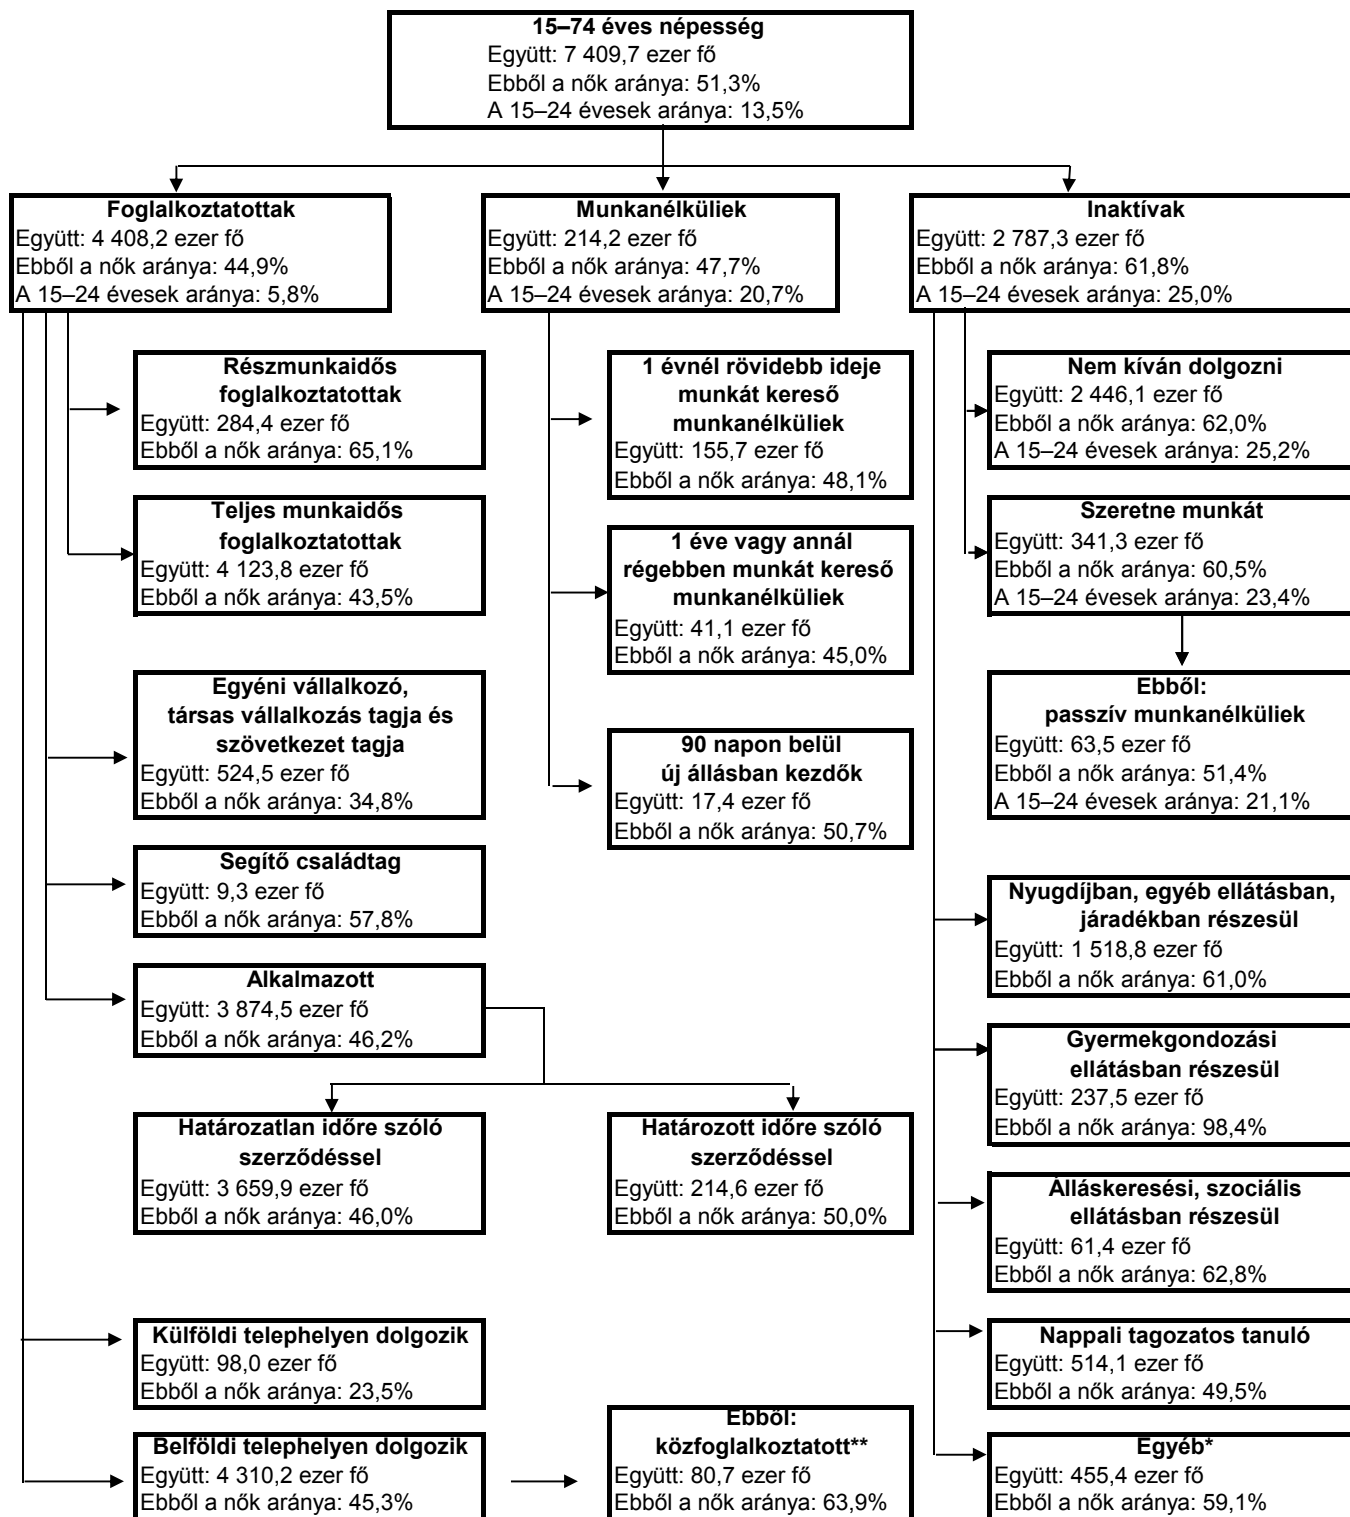 15–74 éves népesség
Együtt: 7 409,7 ezer fő
Ebből a nők aránya: 51,3%
A 15–24 évesek aránya: 13,5%
Foglalkoztatottak
Együtt: 4 408,2 ezer fő
Ebből a nők aránya: 44,9%
A 15–24 évesek aránya: 5,8%
Munkanélküliek
Együtt: 214,2 ezer fő
Ebből a nők aránya: 47,7%
A 15–24 évesek aránya: 20,7%
Inaktívak
Együtt: 2 787,3 ezer fő
Ebből a nők aránya: 61,8%
A 15–24 évesek aránya: 25,0%
Részmunkaidős
foglalkoztatottak
Együtt: 284,4 ezer fő
Ebből a nők aránya: 65,1%
Teljes munkaidős
foglalkoztatottak
Együtt: 4 123,8 ezer fő
Ebből a nők aránya: 43,5%
Egyéni vállalkozó,
társas vállalkozás tagja és
szövetkezet tagja
Együtt: 524,5 ezer fő
Ebből a nők aránya: 34,8%
Segítő családtag
Együtt: 9,3 ezer fő
Ebből a nők aránya: 57,8%
Alkalmazott
Együtt: 3 874,5 ezer fő
Ebből a nők aránya: 46,2%
Határozatlan időre szóló
szerződéssel
Együtt: 3 659,9 ezer fő
Ebből a nők aránya: 46,0%
Határozott időre szóló
szerződéssel
Együtt: 214,6 ezer fő
Ebből a nők aránya: 50,0%
Külföldi telephelyen dolgozik
Együtt: 98,0 ezer fő
Ebből a nők aránya: 23,5%
Belföldi telephelyen dolgozik
Együtt: 4 310,2 ezer fő
Ebből a nők aránya: 45,3%
Ebből:
közfoglalkoztatott**
Együtt: 80,7 ezer fő
Ebből a nők aránya: 63,9%
1 évnél rövidebb ideje
munkát kereső
munkanélküliek
Együtt: 155,7 ezer fő
Ebből a nők aránya: 48,1%
1 éve vagy annál
régebben munkát kereső
munkanélküliek
Együtt: 41,1 ezer fő
Ebből a nők aránya: 45,0%
90 napon belül
új állásban kezdők
Együtt: 17,4 ezer fő
Ebből a nők aránya: 50,7%
Nem kíván dolgozni
Együtt: 2 446,1 ezer fő
Ebből a nők aránya: 62,0%
A 15–24 évesek aránya: 25,2%
Szeretne munkát
Együtt: 341,3 ezer fő
Ebből a nők aránya: 60,5%
A 15–24 évesek aránya: 23,4%
Ebből:
passzív munkanélküliek
Együtt: 63,5 ezer fő
Ebből a nők aránya: 51,4%
A 15–24 évesek aránya: 21,1%
Nyugdíjban, egyéb ellátásban,
járadékban részesül
Együtt: 1 518,8 ezer fő
Ebből a nők aránya: 61,0%
Gyermekgondozási
ellátásban részesül
Együtt: 237,5 ezer fő
Ebből a nők aránya: 98,4%
Álláskeresési, szociális
ellátásban részesül
Együtt: 61,4 ezer fő
Ebből a nők aránya: 62,8%
Nappali tagozatos tanuló
Együtt: 514,1 ezer fő
Ebből a nők aránya: 49,5%
Egyéb*
Együtt: 455,4 ezer fő
Ebből a nők aránya: 59,1%